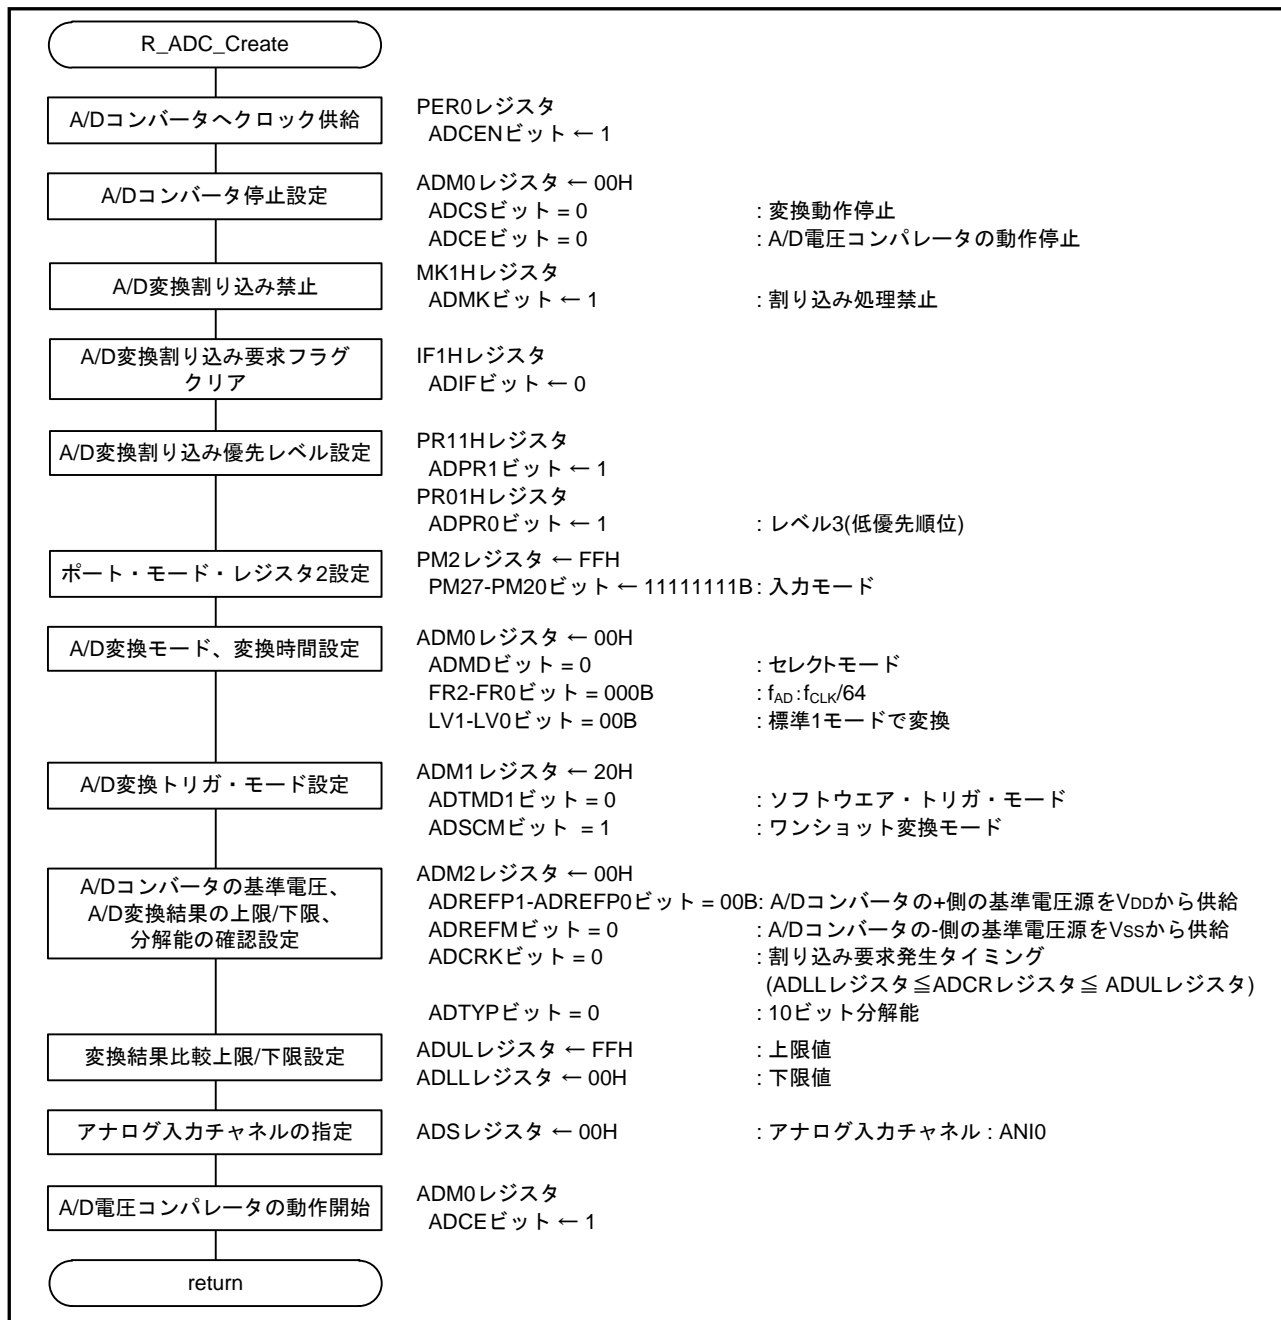 R_ADC_Create
A/Dコンバータへクロック供給
PER0レジスタ
ADCENビット ← 1
A/Dコンバータ停止設定
ADM0レジスタ ← 00H
ADCSビット = 0 : 変換動作停止
ADCEビット = 0 : A/D電圧コンパレータの動作停止
A/D変換割り込み禁止
MK1Hレジスタ
ADMKビット ← 1 : 割り込み処理禁止
A/D変換割り込み要求フラグ
クリア
IF1Hレジスタ
ADIFビット ← 0
A/D変換割り込み優先レベル設定
PR11Hレジスタ
ADPR1ビット ← 1
PR01Hレジスタ
ADPR0ビット ← 1 : レベル3(低優先順位)
ポート・モード・レジスタ2設定
PM2レジスタ ← FFH
PM27-PM20ビット ← 11111111B : 入力モード
A/D変換モード、変換時間設定
ADM0レジスタ ← 00H
ADMDビット = 0 : セレクトモード
FR2-FR0ビット = 000B : fAD:fCLK/64
LV1-LV0ビット = 00B : 標準1モードで変換
A/D変換トリガ・モード設定
ADM1レジスタ ← 20H
ADTMD1ビット = 0 : ソフトウエア・トリガ・モード
ADSCMビット = 1 : ワンショット変換モード
A/Dコンバータの基準電圧、
A/D変換結果の上限/下限、
分解能の確認設定
ADM2レジスタ ← 00H
ADREFP1-ADREFP0ビット = 00B: A/Dコンバータの+側の基準電圧源をVDDから供給
ADREFMビット = 0 : A/Dコンバータの-側の基準電圧源をVSSから供給
ADCRKビット = 0 : 割り込み要求発生タイミング
(ADLLレジスタ≦ADCRレジスタ≦ ADULレジスタ)
ADTYPビット = 0 : 10ビット分解能
変換結果比較上限/下限設定
ADULレジスタ ← FFH : 上限値
ADLLレジスタ ← 00H : 下限値
アナログ入力チャネルの指定
ADSレジスタ ← 00H : アナログ入力チャネル : ANI0
A/D電圧コンパレータの動作開始
ADM0レジスタ
ADCEビット ← 1
return